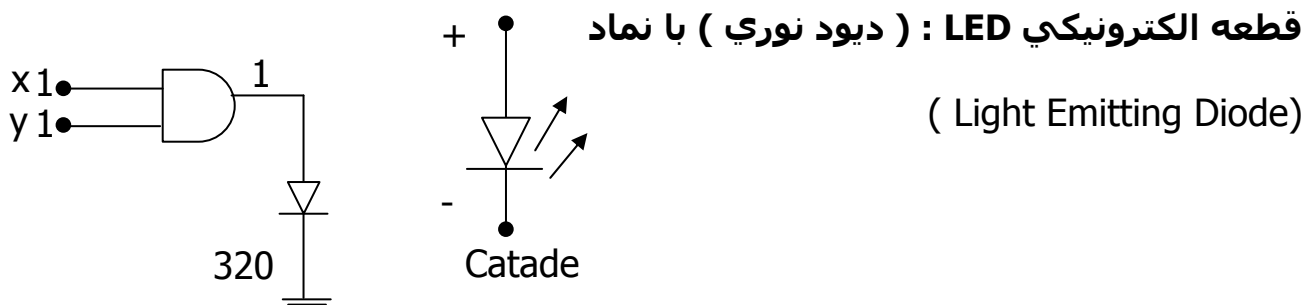 قطعه الكترونيكي LED : ( ديود نوري ) با نماد
( Light Emitting Diode)
+
-
Catade
x 1
y 1
1
320